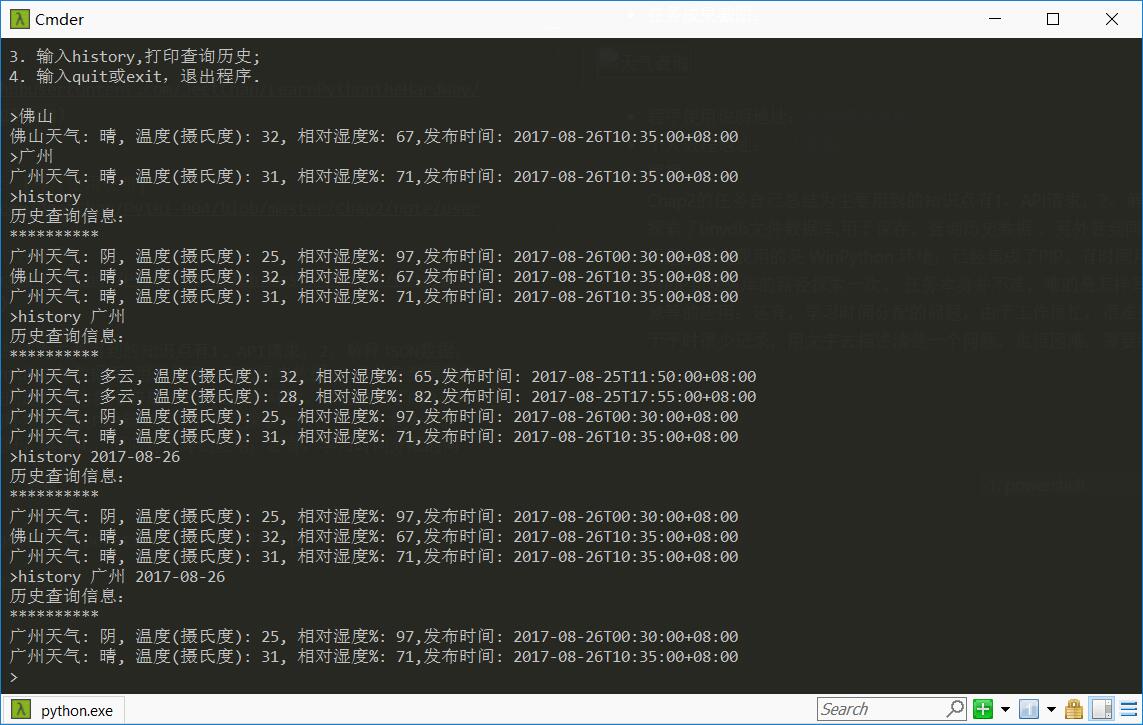 Cmder
3. 输入history,打印查询历史;
4. 输入quit或exit，退出程序.
>佛山
佛山天气: 晴, 温度(摄氏度): 32, 相对湿度%: 67,发布时间: 2017-08-26T10:35:00+08:00
>广州
广州天气: 晴, 温度(摄氏度): 31, 相对湿度%: 71,发布时间: 2017-08-26T10:35:00+08:00
>history
历史查询信息:
**********
广州天气: 阴, 温度(摄氏度): 25, 相对湿度%: 97,发布时间: 2017-08-26T00:30:00+08:00
佛山天气: 晴, 温度(摄氏度): 32, 相对湿度%: 67,发布时间: 2017-08-26T10:35:00+08:00
广州天气: 晴, 温度(摄氏度): 31, 相对湿度%: 71,发布时间: 2017-08-26T10:35:00+08:00
>history 广州
历史查询信息:
**********
广州天气: 多云, 温度(摄氏度): 32, 相对湿度%: 65,发布时间: 2017-08-25T11:50:00+08:00
广州天气: 多云, 温度(摄氏度): 28, 相对湿度%: 82,发布时间: 2017-08-25T17:55:00+08:00
广州天气: 阴, 温度(摄氏度): 25, 相对湿度%: 97,发布时间: 2017-08-26T00:30:00+08:00
广州天气: 晴, 温度(摄氏度): 31, 相对湿度%: 71,发布时间: 2017-08-26T10:35:00+08:00
>history 2017-08-26
历史查询信息:
**********
广州天气: 阴, 温度(摄氏度): 25, 相对湿度%: 97,发布时间: 2017-08-26T00:30:00+08:00
佛山天气: 晴, 温度(摄氏度): 32, 相对湿度%: 67,发布时间: 2017-08-26T10:35:00+08:00
广州天气: 晴, 温度(摄氏度): 31, 相对湿度%: 71,发布时间: 2017-08-26T10:35:00+08:00
>history 广州 2017-08-26
历史查询信息:
**********
广州天气: 阴, 温度(摄氏度): 25, 相对湿度%: 97,发布时间: 2017-08-26T00:30:00+08:00
广州天气: 晴, 温度(摄氏度): 31, 相对湿度%: 71,发布时间: 2017-08-26T10:35:00+08:00
>
python.exe
Search